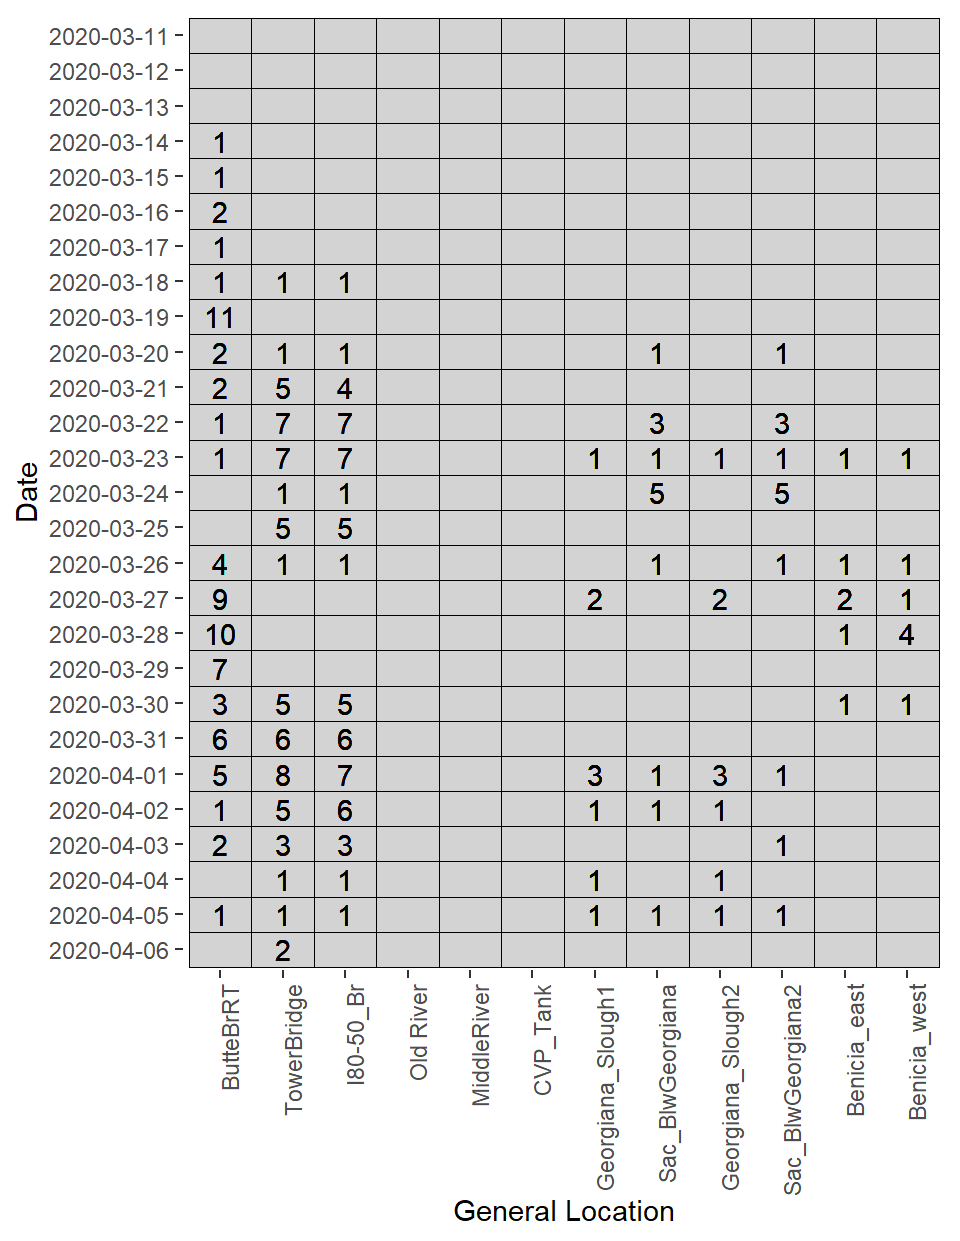 2020-03-11
2020-03-12
2020-03-13
2020-03-14 1
2020-03-15 1
2020-03-16 2
2020-03-17 1
2020-03-18 1 1 1
2020-03-19 11
2020-03-20 2 1 1 1 1
2020-03-21 2 5 4
2020-03-22 1 7 7 3 3
2020-03-23 1 7 7 1 1 1 1 1 1
2020-03-24 1 1 5 5
2020-03-25 5 5
2020-03-26 4 1 1 1 1 1 1
2020-03-27 9 2 2 2 1
2020-03-28 10 1 4
2020-03-29 7
2020-03-30 3 5 5 1 1
2020-03-31 6 6 6
2020-04-01 5 8 7 3 1 3 1
2020-04-02 1 5 6 1 1 1
2020-04-03 2 3 3 1
2020-04-04 1 1 1 1
2020-04-05 1 1 1 1 1 1 1
2020-04-06 2
Date
ButteBrRT
TowerBridge
I80-50_Br
Old River
MiddleRiver
CVP_Tank
Georgiana_Slough1
Sac_BlwGeorgiana
Georgiana_Slough2
Sac_BlwGeorgiana2
Benicia_east
Benicia_west
General Location